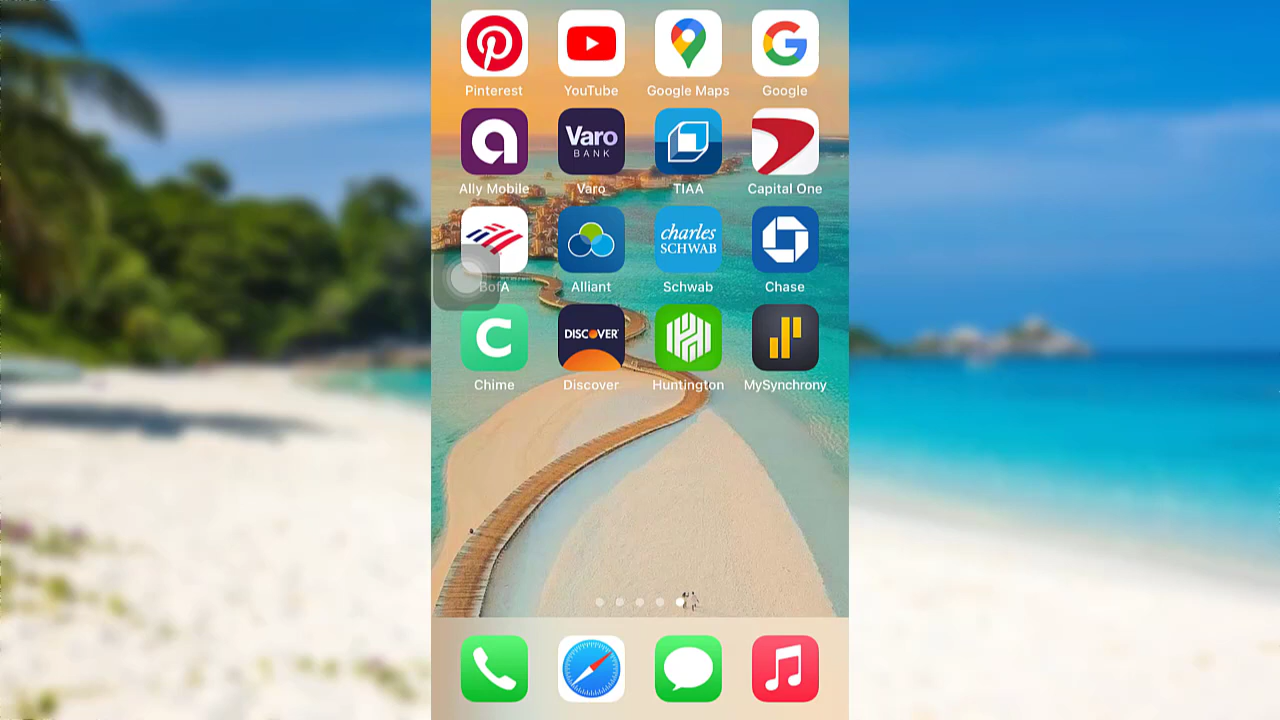 Pinterest YouTube Google Maps Google
Varo
BANK
Ally Mobile Varo TIAA Capital One
charles
SCHWAB
BofA Alliant Schwab Chase
DISCOVER
Chime Discover Huntington MySynchrony